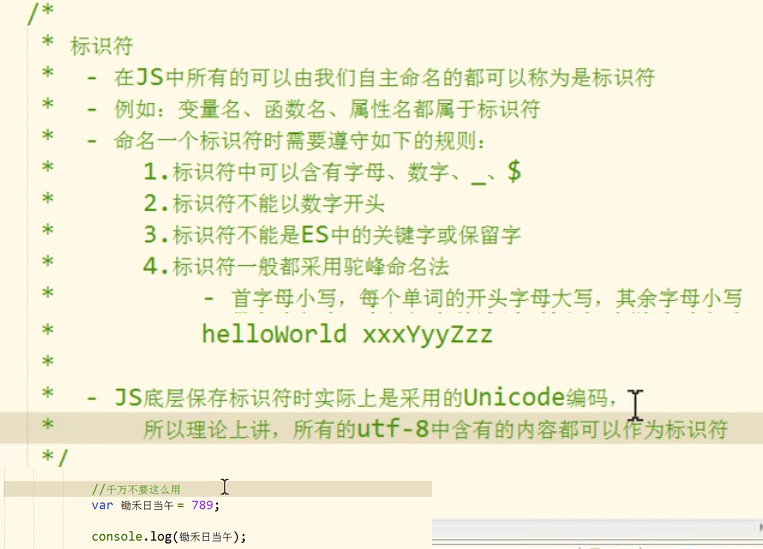 /*
* 标识符
* - 在JS中所有的可以由我们自主命名的都可以称为是标识符
* - 例如：变量名、函数名、属性名都属于标识符
* - 命名一个标识符时需要遵守如下的规则：
* 1.标识符中可以含有字母、数字、_、$
* 2.标识符不能以数字开头
* 3.标识符不能是ES中的关键字或保留字
* 4.标识符一般都采用驼峰命名法
* - 首字母小写，每个单词的开头字母大写，其余字母小写
* helloWorld xxxYyyZzz
*
* - JS底层保存标识符时实际上是采用的Unicode编码，
* 所以理论上讲，所有的utf-8中含有的内容都可以作为标识符
*/
//千万不要这么用
var 锄禾日当午 = 789;
console.log(锄禾日当午);